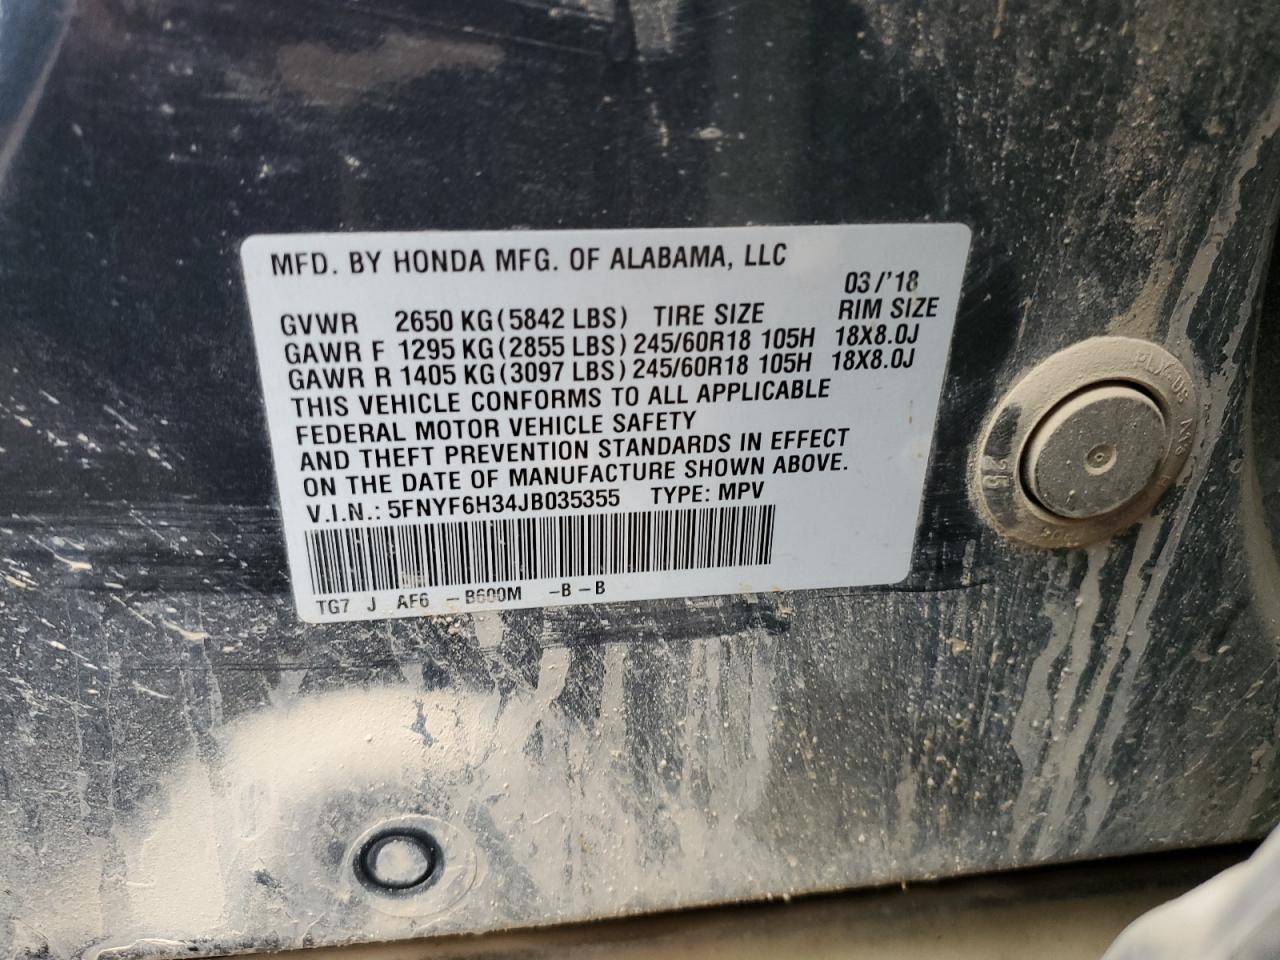 MFD. BY HONDA MFG. OF ALABAMA, LLC
03/'18
GVWR 2650 KG(5842 LBS) TIRE SIZE RIM SIZE
GAWR F 1295 KG(2855 LBS) 245/60R18 105H 18X8.0J
GAWR R 1405 KG(3097 LBS) 245/60R18 105H 18X8.0J
THIS VEHICLE CONFORMS TO ALL APPLICABLE
FEDERAL MOTOR VEHICLE SAFETY
AND THEFT PREVENTION STANDARDS IN EFFECT
ON THE DATE OF MANUFACTURE SHOWN ABOVE.
V.I.N.: 5FNYF6H34JB035355 TYPE: MPV
TG7 J AF6 -B600M -B-B